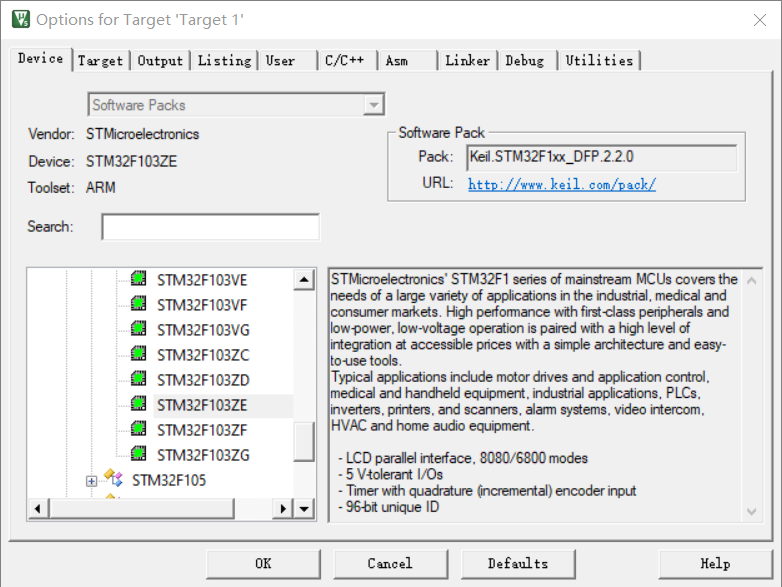 Options for Target 'Target 1'
Device Target Output Listing User C/C++ Asm Linker Debug Utilities
Software Packs
Vendor: STMicroelectronics
Device: STM32F103ZE
Toolset: ARM
Search:
Software Pack
Pack: Keil.STM32F1xx_DFP.2.2.0
URL: http://www.keil.com/pack/
STM32F103VE
STM32F103VF
STM32F103VG
STM32F103ZC
STM32F103ZD
STM32F103ZE
STM32F103ZF
STM32F103ZG
STM32F105
STMicroelectronics' STM32F1 series of mainstream MCUs covers the
needs of a large variety of applications in the industrial, medical and
consumer markets. High performance with first-class peripherals and
low-power, low-voltage operation is paired with a high level of
integration at accessible prices with a simple architecture and easy-
to-use tools.
Typical applications include motor drives and application control,
medical and handheld equipment, industrial applications, PLCs,
inverters, printers, and scanners, alarm systems, video intercom,
HVAC and home audio equipment.
- LCD parallel interface, 8080/6800 modes
- 5 V-tolerant I/Os
- Timer with quadrature (incremental) encoder input
- 96-bit unique ID
OK Cancel Defaults Help